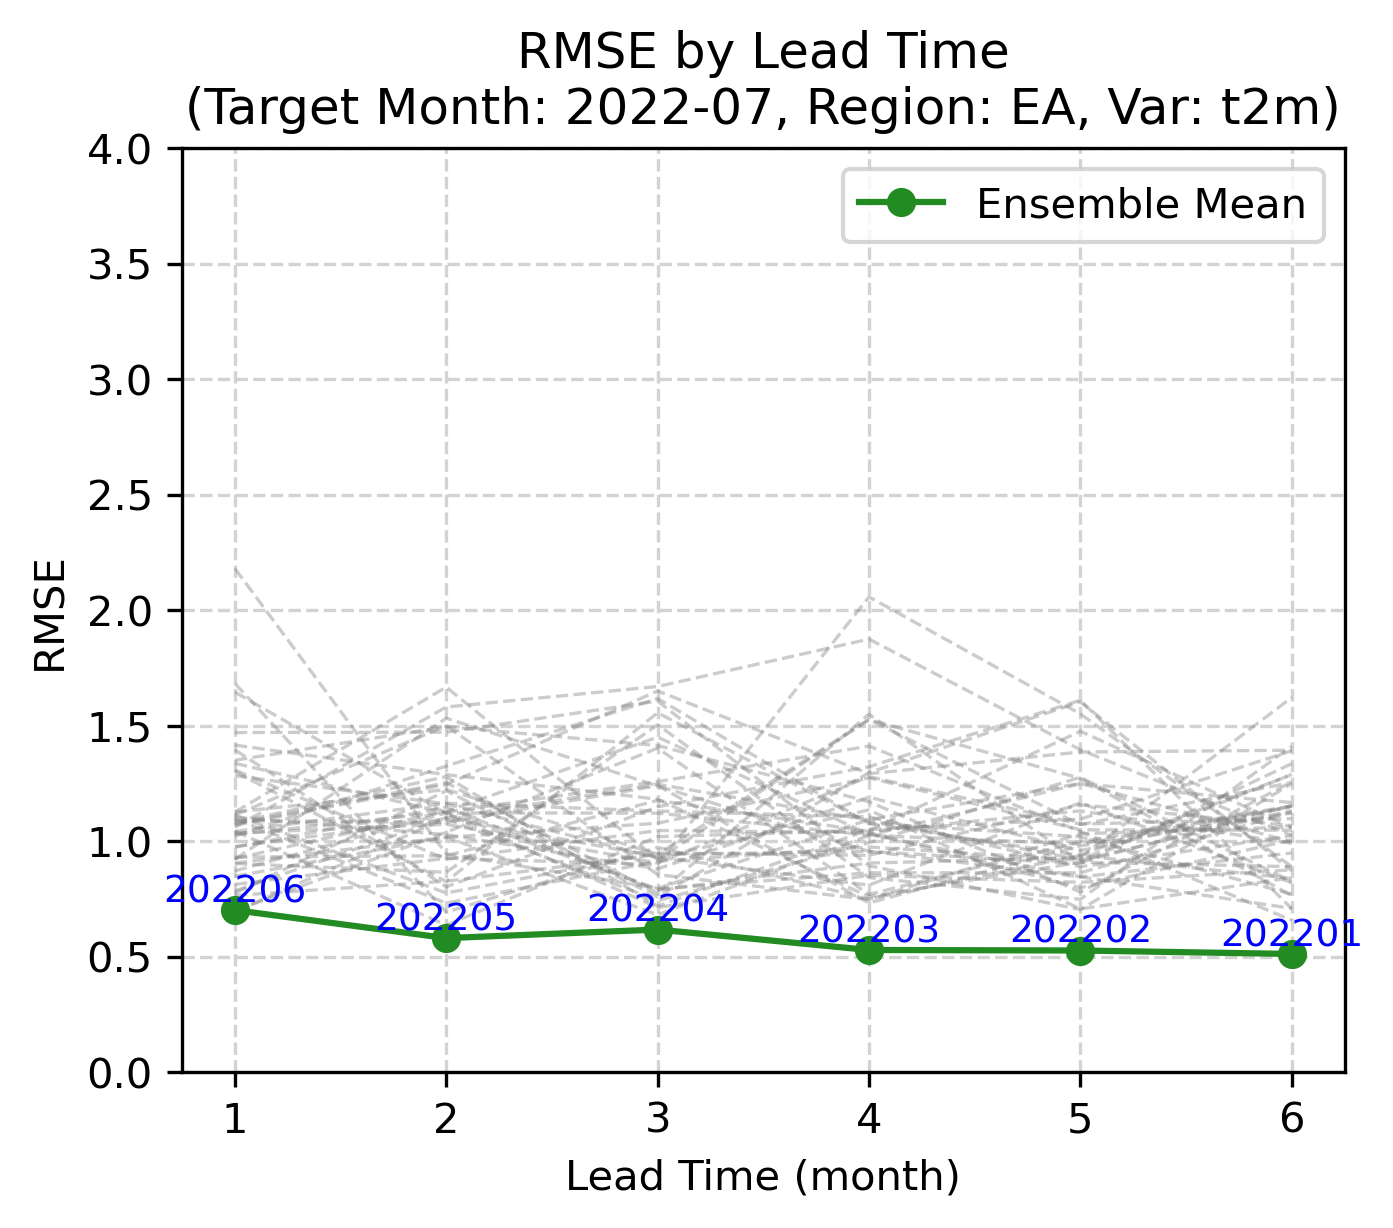 RMSE by Lead Time
(Target Month: 2022-07, Region: EA, Var: t2m)
4.0
3.5
3.0
2.5
2.0
1.5
1.0
0.5
0.0
RMSE
Ensemble Mean
202206
202205
202204
202203
202202
202201
1 2 3 4 5 6
Lead Time (month)